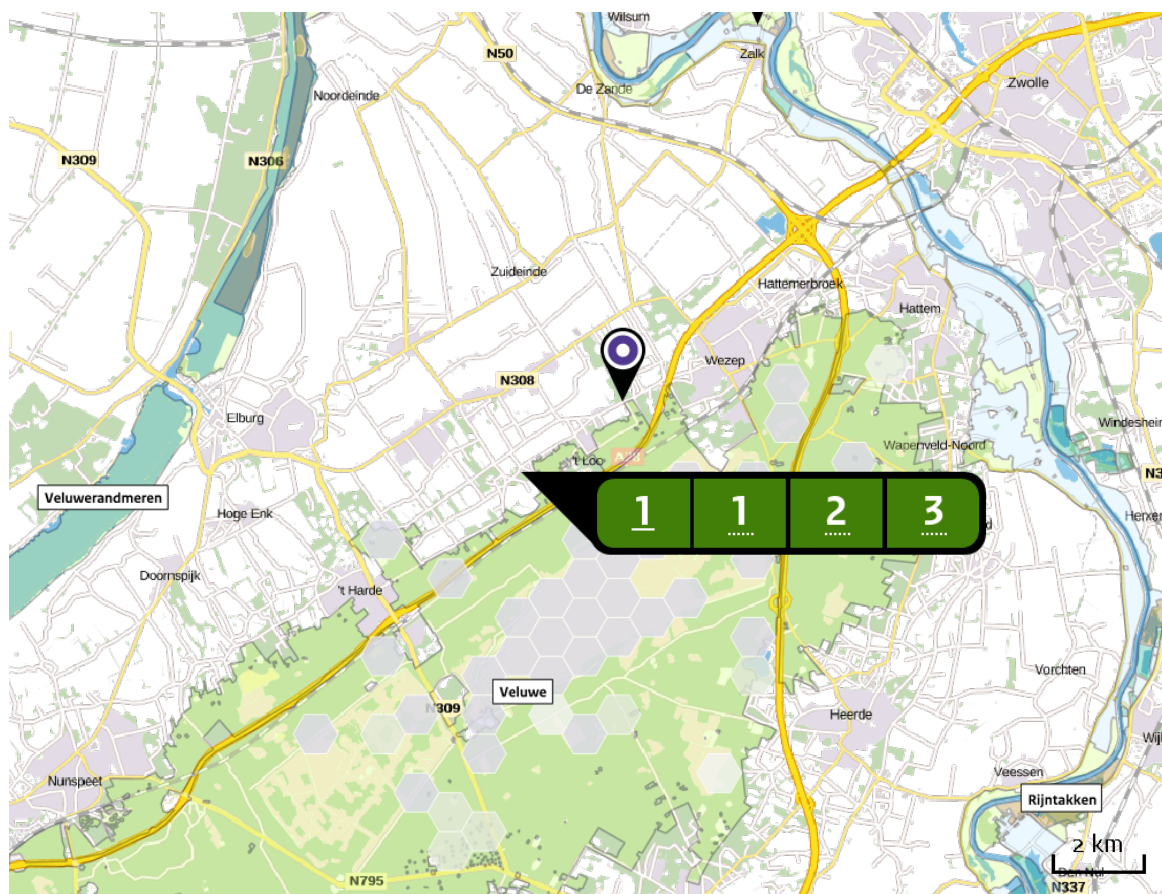 Wilsum
N50
Zalk
De Zande
Zwolle
Noordeinde
N309
N306
Zuideinde
Hattemerbroek
Hattem
Wezep
N308
Elburg
Windesheim
Wapenveld-Noord
't Loo
A28
Veluwerandmeren
Hoge Enk
1 1 2 3
Doornspijk
't Harde
Vorchten
Veluwe
N309
Heerde
Nunspeet
Veessen
Rijntakken
2 km
N795
N337